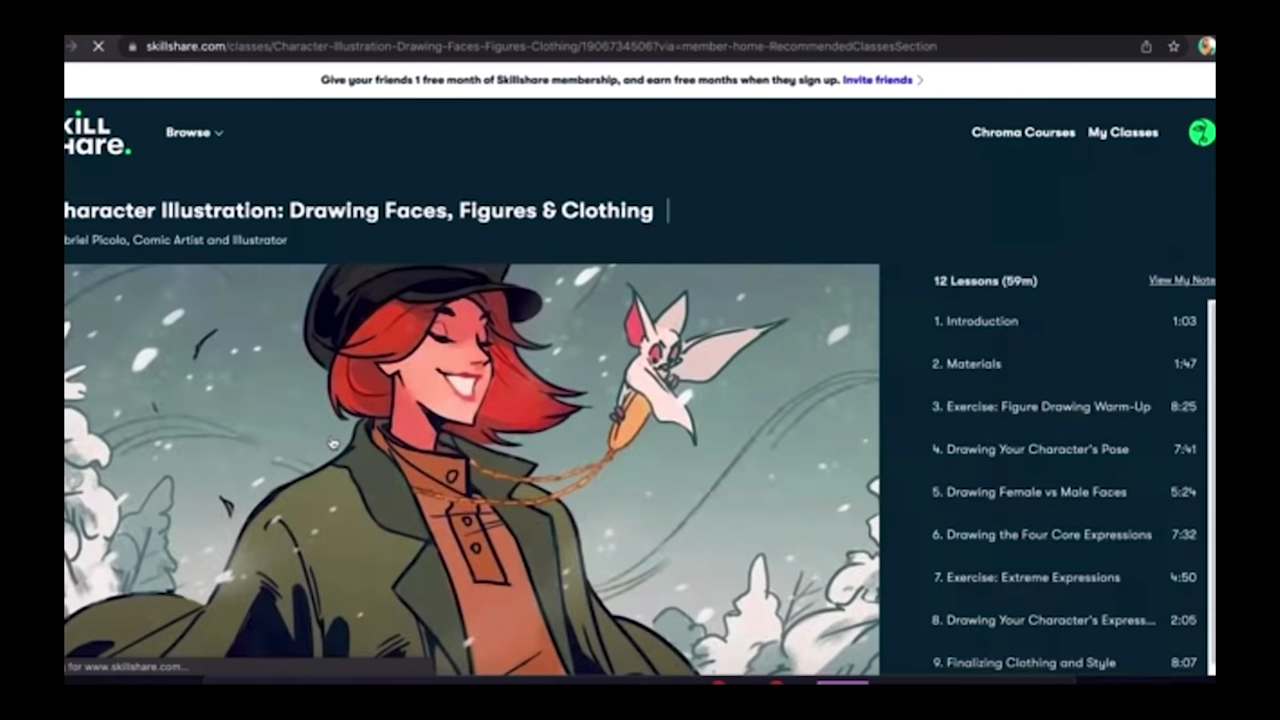 skillshare.com/classes/Character-Illustration-Drawing-Faces-Figures-Clothing/1906734506?via=member-home-RecommendedClassesSection
Give your friends 1 free month of Skillshare membership, and earn free months when they sign up. Invite friends
kILL
Hare.
Browse
Chroma Courses My Classes
haracter Illustration: Drawing Faces, Figures & Clothing
briel Picolo, Comic Artist and Illustrator
12 Lessons (59m) View My Note
1. Introduction 1:03
2. Materials 1:47
3. Exercise: Figure Drawing Warm-Up 8:25
4. Drawing Your Character's Pose 7:41
5. Drawing Female vs Male Faces 5:24
6. Drawing the Four Core Expressions 7:32
7. Exercise: Extreme Expressions 4:50
8. Drawing Your Character's Express... 2:05
9. Finalizing Clothing and Style 8:07
for www.skillshare.com...